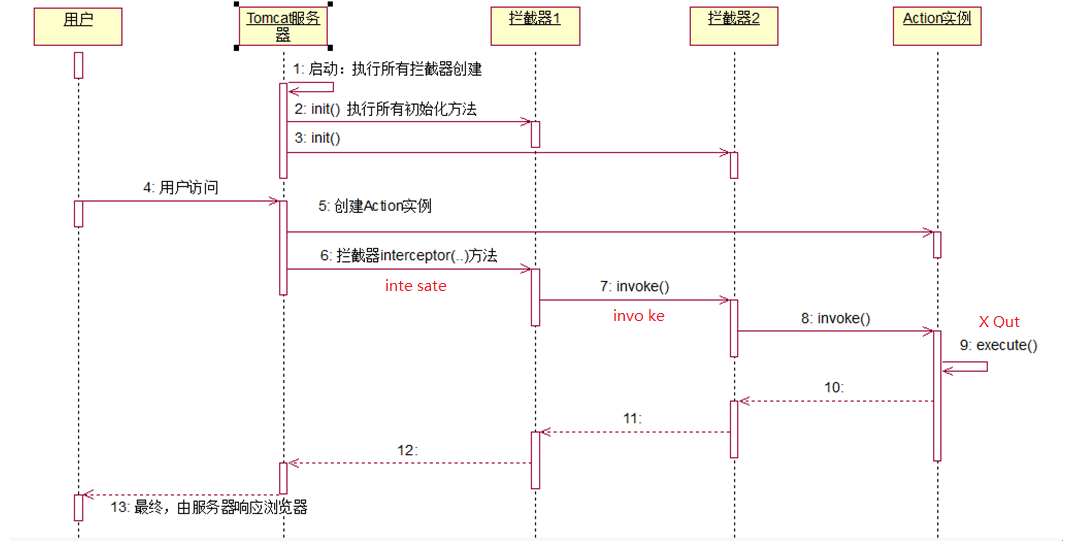 用户
Tomcat服务
器
拦截器1
拦截器2
Action实例
1: 启动：执行所有拦截器创建
2: init() 执行所有初始化方法
3: init()
4: 用户访问
5: 创建Action实例
6: 拦截器interceptor(..)方法
inte sate
7: invoke()
invo ke
8: invoke()
X Out
9: execute()
10:
11:
12:
13: 最终，由服务器响应浏览器